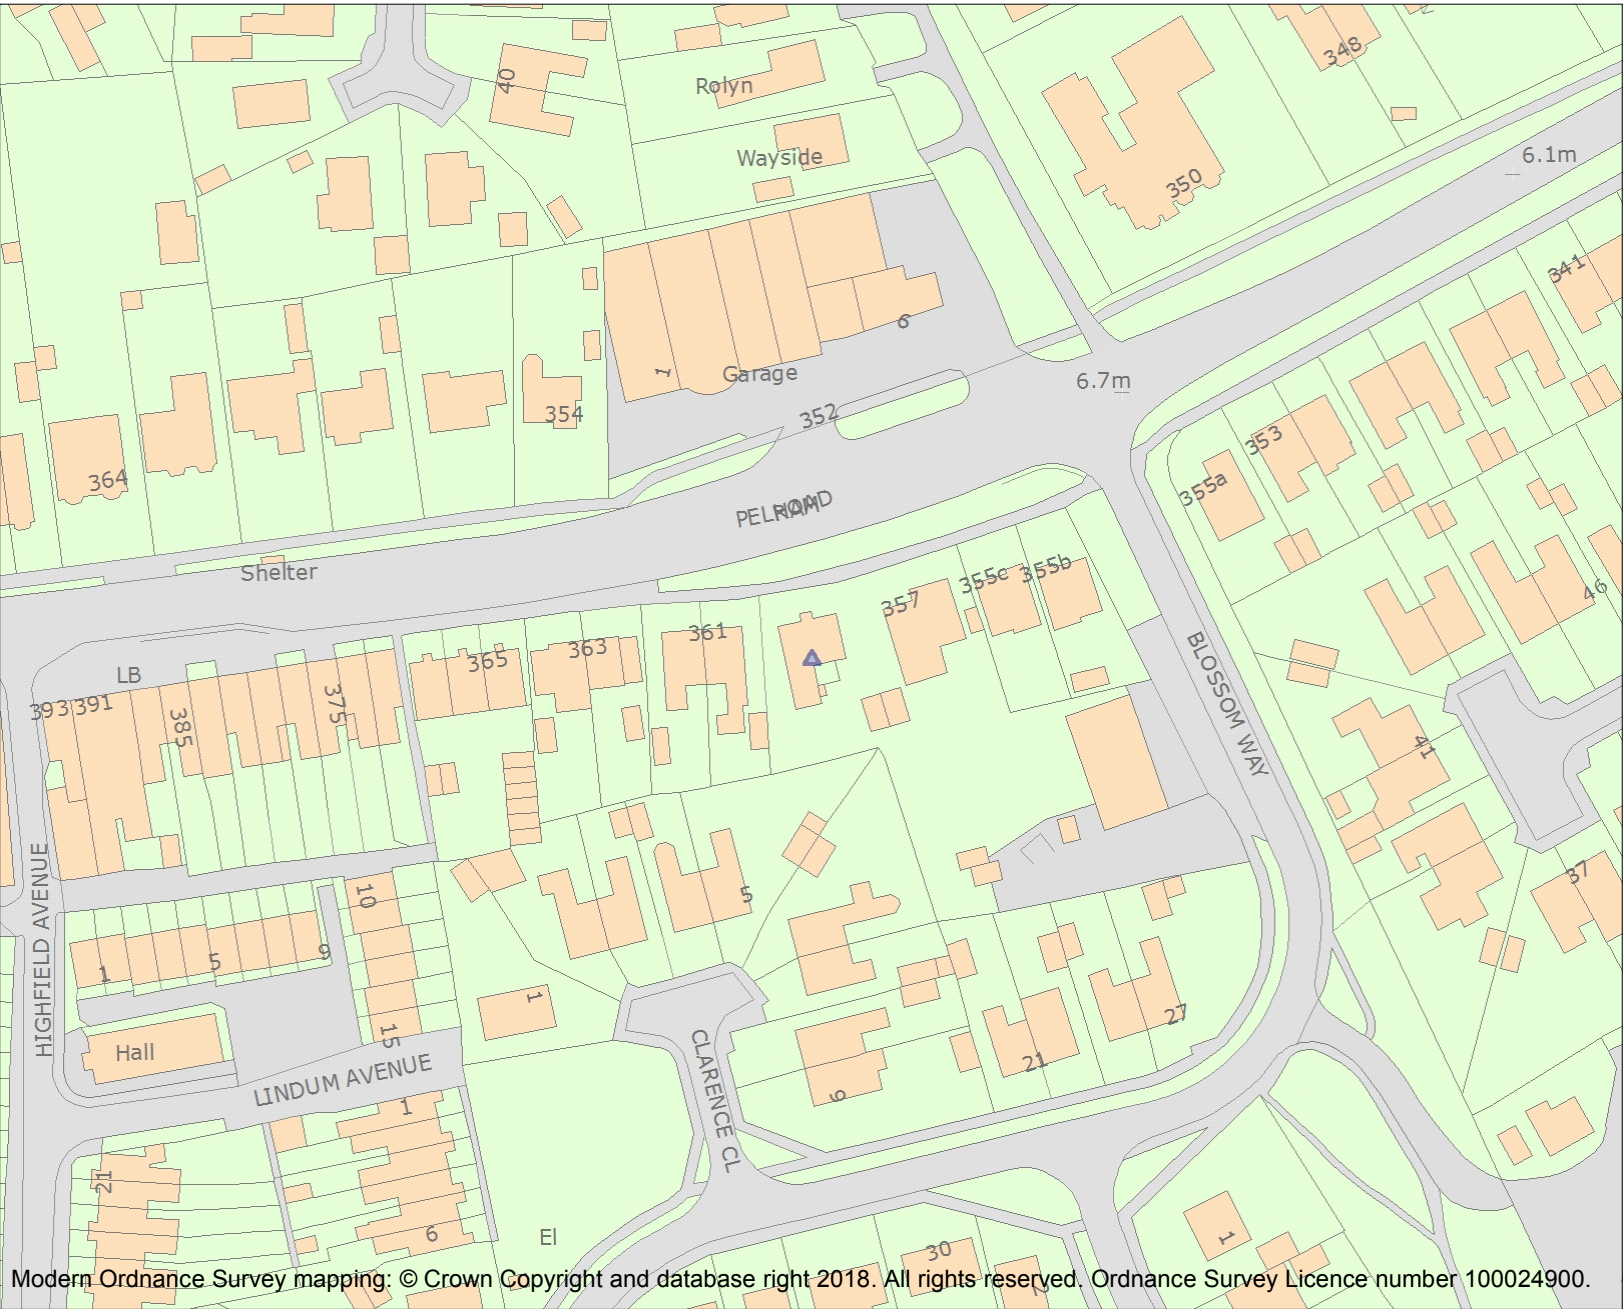 40
348
Rolyn
Wayside
6.1m
350
341
6
1
Garage
6.7m
354
352
353
364
355a
PELHAM
ROAD
Shelter
355c
355b
46
357
361
363
365
LB
393
391
385
375
BLOSSOM WAY
41
37
10
5
HIGHFIELD AVENUE
1
5
9
1
15
27
Hall
21
LINDUM AVENUE
CLARENCE CL
9
1
21
6
El
30
1
Modern Ordnance Survey mapping: © Crown Copyright and database right 2018. All rights reserved. Ordnance Survey Licence number 100024900.